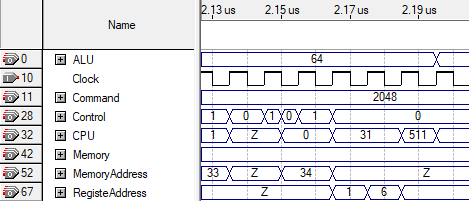 2.13 us 2.15 us 2.17 us 2.19 us
Name
0 ALU 64
10 Clock
11 Command 2048
28 Control 1 0 1 0 1 0
32 CPU 1 Z 0 31 511
42 Memory
52 MemoryAddress 33 Z 34 Z
67 RegisteAddress Z 1 6